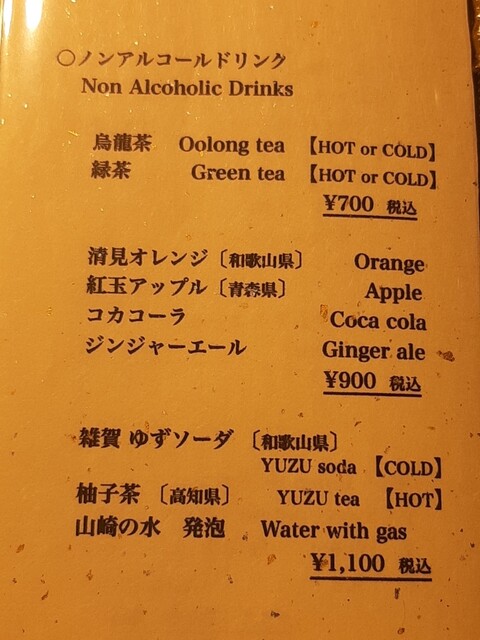 ○ノンアルコールドリンク
Non Alcoholic Drinks
烏龍茶 Oolong tea 【HOT or COLD】
緑茶 Green tea 【HOT or COLD】
¥700 税込
清見オレンジ〔和歌山県〕 Orange
紅玉アップル〔青森県〕 Apple
コカコーラ Coca cola
ジンジャーエール Ginger ale
¥900 税込
雑賀 ゆずソーダ 〔和歌山県〕
YUZU soda 【COLD】
柚子茶 〔高知県〕 YUZU tea 【HOT】
山崎の水 発泡 Water with gas
¥1,100 税込